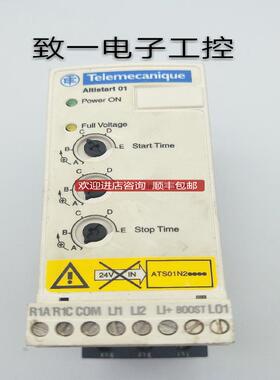 致一电子工控
Telemecanique
Altistart 01
Power ON
Full Voltage
C D
B E Start Time
A
欢迎进店咨询 顺丰包邮
C D
B E Stop Time
A
24V IN
ATS01N2●●●●
R1A R1C COM LI1 LI2 LI+ BOOST LO1